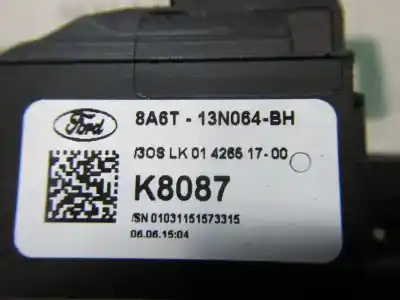 Ford
8A6T - 13N064-BH
/3OS LK 01 4265 17-00
K8087
/SN 01031151573315
06.06.15:04